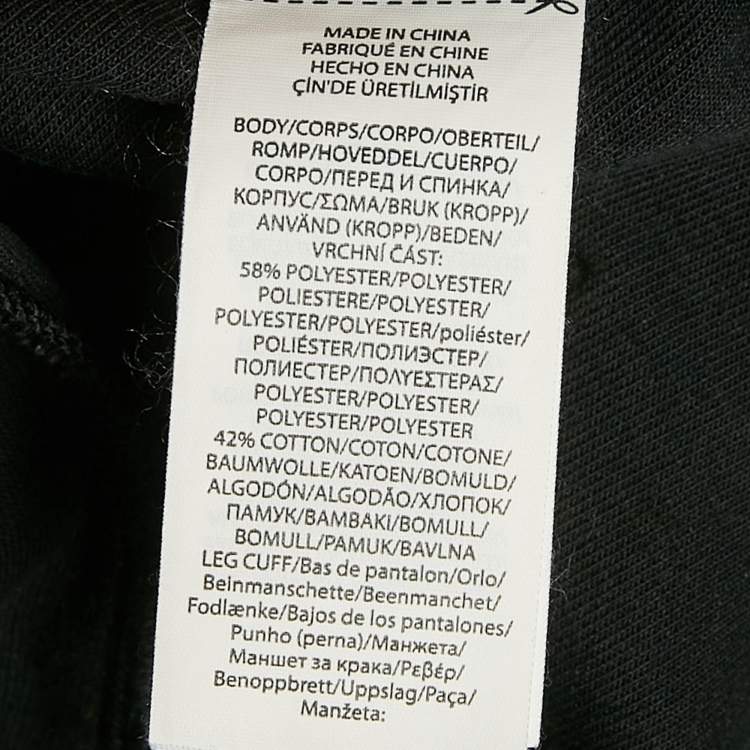 MADE IN CHINA
FABRIQUÉ EN CHINE
HECHO EN CHINA
ÇİN'DE ÜRETİLMİŞTİR
BODY/CORPS/CORPO/OBERTEIL/
ROMP/HOVEDDEL/CUERPO/
CORPO/ПЕРЕД И СПИНКА/
КОРПУС/ΣΩΜΑ/BRUK (KROPP)/
ANVÄND (KROPP)/BEDEN/
VRCHNÍ ČÁST:
58% POLYESTER/POLYESTER/
POLIESTERE/POLYESTER/
POLYESTER/POLYESTER/poliéster/
POLIÉSTER/ПОЛИЭСТЕР/
ПОЛИЕСТЕР/ΠΟΛΥΕΣΤΕΡΑΣ/
POLYESTER/POLYESTER/
POLYESTER/POLYESTER
42% COTTON/COTON/COTONE/
BAUMWOLLE/KATOEN/BOMULD/
ALGODÓN/ALGODÃO/ХЛОПОК/
ПАМУК/ΒΑΜΒΑΚΙ/BOMULL/
BOMULL/PAMUK/BAVLNA
LEG CUFF/Bas de pantalon/Orlo/
Beinmanschette/Beenmanchet/
Fodlænke/Bajos de los pantalones/
Punho (perna)/Манжета/
Маншет за крака/Ρεβέρ/
Benoppbrett/Uppslag/Paça/
Manžeta: